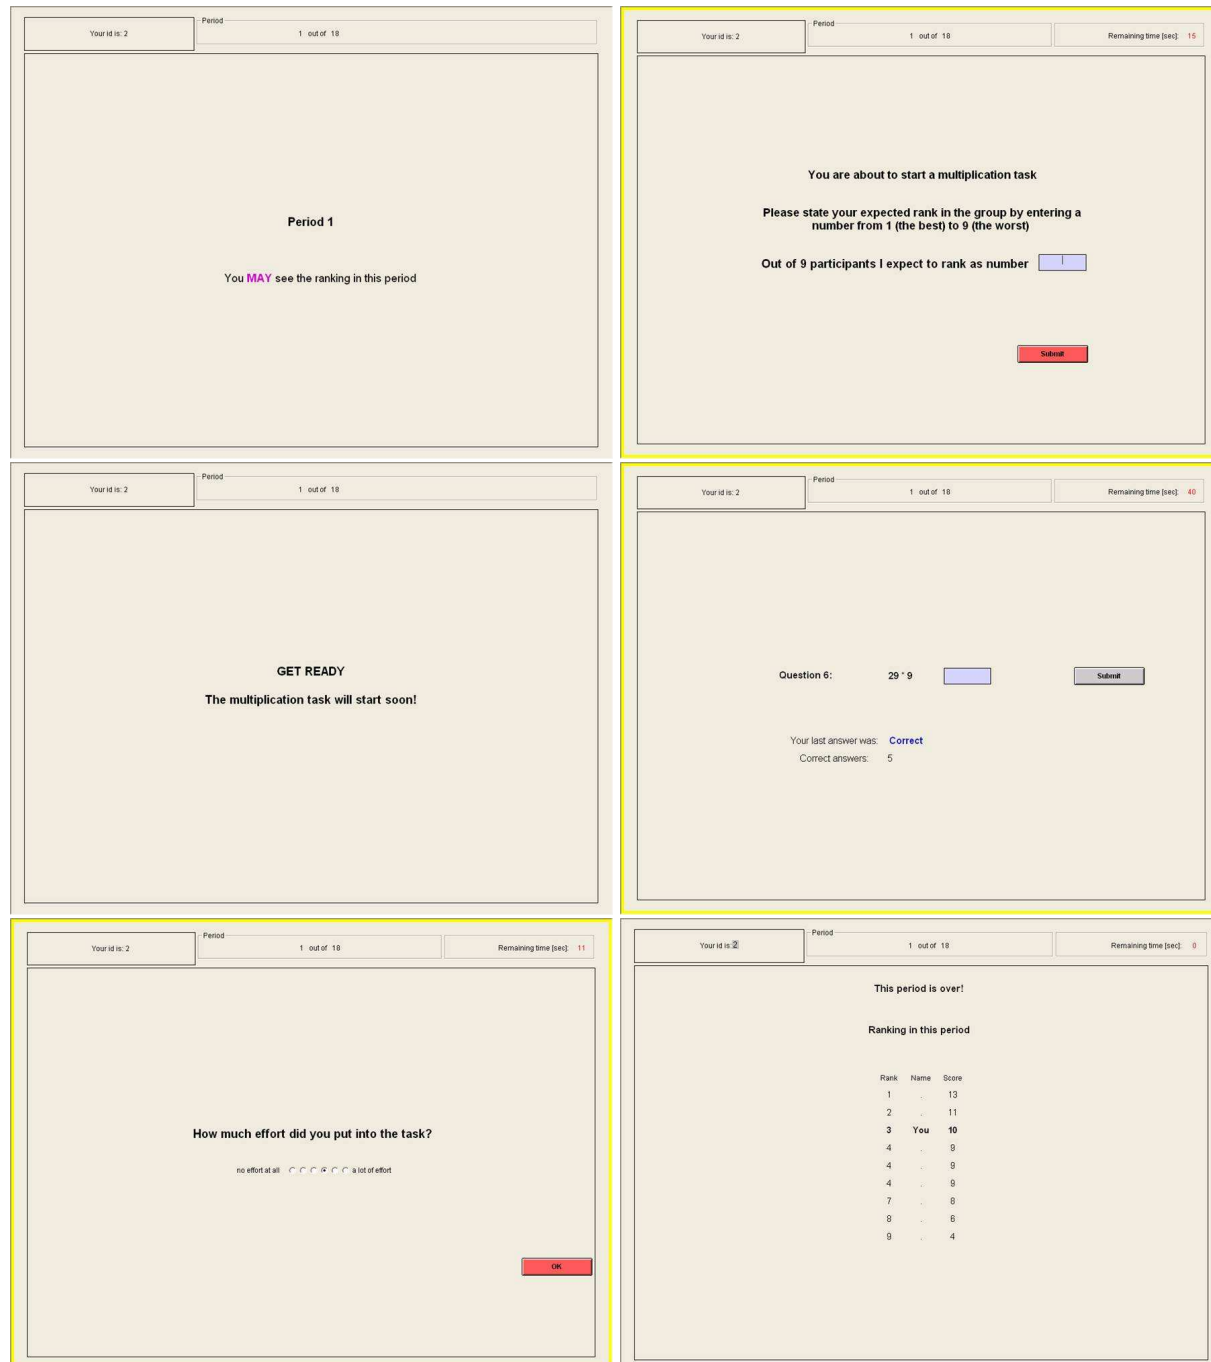 Your id is: 2
Period
1 out of 18
Period 1
You MAY see the ranking in this period
Your id is: 2
Period
1 out of 18
Remaining time [sec]: 15
You are about to start a multiplication task
Please state your expected rank in the group by entering a
number from 1 (the best) to 9 (the worst)
Out of 9 participants I expect to rank as number
Submit
Your id is: 2
Period
1 out of 18
GET READY
The multiplication task will start soon!
Your id is: 2
Period
1 out of 18
Remaining time [sec]: 40
Question 6: 29 * 9 Submit
Your last answer was: Correct
Correct answers: 5
Your id is: 2
Period
1 out of 18
Remaining time [sec]: 11
How much effort did you put into the task?
no effort at all a lot of effort
OK
Your id is: 2
Period
1 out of 18
Remaining time [sec]: 0
This period is over!
Ranking in this period
Rank Name Score
1 . 13
2 . 11
3 You 10
4 . 9
4 . 9
4 . 9
7 . 8
8 . 6
9 . 4